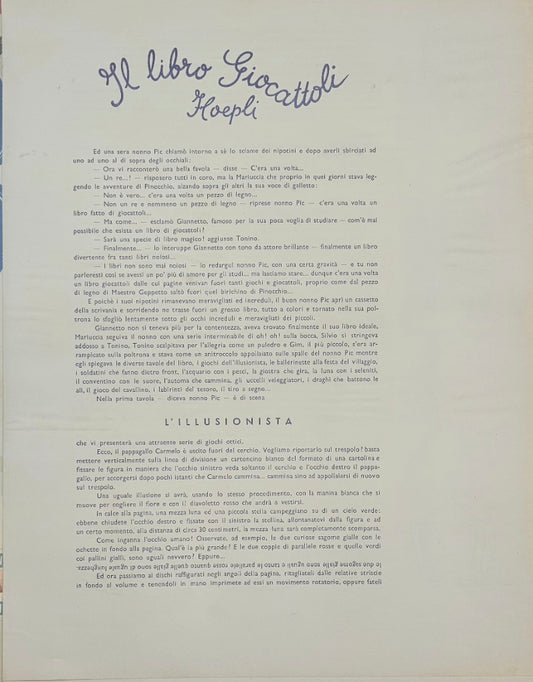 Il libro Giocattoli
Hoepli
Ed una sera nonno Pic chiamò intorno a sè lo sciame dei nipotini e dopo averli sbirciati ad
uno ad uno al di sopra degli occhiali:
— Ora vi racconterò una bella favola — disse — C'era una volta...
— Un re...! — risposero tutti in coro, ma la Mariuccia che proprio in quei giorni stava leg-
gendo le avventure di Pinocchio, alzando sopra gli altri la sua voce di galletto:
— Non è vero... c'era una volta un pezzo di legno...
— Non un re e nemmeno un pezzo di legno — riprese nonno Pic — c'era una volta un
libro fatto di giocattoli...
— Ma come... — esclamò Giannetto, famoso per la sua poca voglia di studiare — com'è mai
possibile che esista un libro di giocattoli?
— Sarà una specie di libro magico! aggiunse Tonino.
— Finalmente... — lo interuppe Giannetto con tono da attore brillante — finalmente un libro
divertente fra tanti libri noiosi...
— I libri non sono mai noiosi — lo redarguì nonno Pic, con una certa gravità — e tu non
parleresti così se avessi un po' più di amore per gli studi... ma lasciamo stare... dunque c'era una volta
un libro giocattoli dalle cui pagine venivan fuori tanti giochi e giocattoli, proprio come dal pezzo
di legno di Maestro Geppetto saltò fuori quel birichino di Pinocchio...
E poichè i suoi nipotini rimanevano meravigliati ed increduli, il buon nonno Pic aprì un cassetto
della scrivania e sorridendo ne trasse fuori un grosso libro, tutto a colori e tornato nella sua pol-
trona lo sfogliò lentamente sotto gli occhi increduli e meravigliati dei piccoli.
Giannetto non si teneva più per la contentezza, aveva trovato finalmente il suo libro ideale,
Mariuccia seguiva il nonno con una serie interminabile di oh! oh! sulla bocca, Silvio si stringeva
addosso a Tonino, Tonino scalpitava per l'allegria come un puledro e Gim, il più piccolo, s'era ar-
rampicato sulla poltrona e stava come un anitroccolo appollaiato sulle spalle del nonno Pic mentre
egli spiegava le diverse tavole del libro, i giochi dell'illusionista, le ballerinette alla festa del villaggio,
i soldatini che fanno dietro front, l'acquario con i pesci, la giostra che gira, la luna con i seleniti,
il conventino con le suore, l'automa che cammina, gli uccelli veleggiatori, i draghi che battono le
ali, il gioco del cavallino, i labirinti del tesoro, il tiro a segno...
Nella prima tavola — diceva nonno Pic — è di scena
L'ILLUSIONISTA
che vi presenterà una attraente serie di giochi ottici.
Ecco, il pappagallo Carmelo è uscito fuori del cerchio. Vogliamo riportarlo sul trespolo? basta
mettere verticalmente sulla linea di divisione un cartoncino bianco del formato di una cartolina e
fissare le figure in maniera che l'occhio sinistro veda soltanto il cerchio e l'occhio destro il pappa-
gallo, per accorgersi dopo pochi istanti che Carmelo cammina... cammina sino ad appollaiarsi di nuovo
sul trespolo.
Una uguale illusione si avrà, usando lo stesso procedimento, con la manina bianca che si
muove per cogliere il fiore e con il diavoletto rosso che andrà a vestirsi.
In calce alla pagina, una mezza luna ed una piccola stella campeggiano su di un cielo verde:
ebbene chiudete l'occhio destro e fissate con il sinistro la stella, allontanatevi dalla figura e ad
un certo momento, alla distanza di circa 30 centimetri, la mezza luna sarà completamente scomparsa.
Come inganna l'occhio umano! Osservate, ad esempio, le due curiose sagome gialle con le
ochette in fondo alla pagina. Qual'è la più grande? E le due coppie di parallele rosse e quelle verdi
coi pallini gialli, sono uguali nevvero? Eppure...
Ed ora passiamo ai dischi raffigurati negli angoli della pagina, ritagliateli dalle relative striscie
in fondo al volume e tenendoli in mano imprimete ad essi un movimento rotatorio, oppure fateli